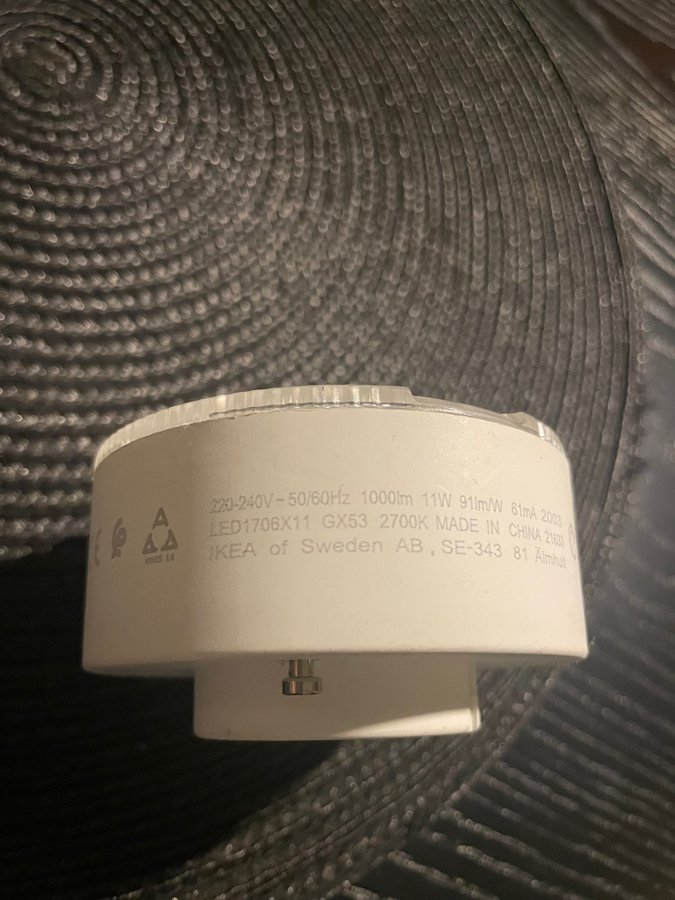 220-240V~50/60Hz 1000lm 11W 91lm/W 61mA 2003
LED1706X11 GX53 2700K MADE IN CHINA 21633
IKEA of Sweden AB, SE-343 81 Älmhult